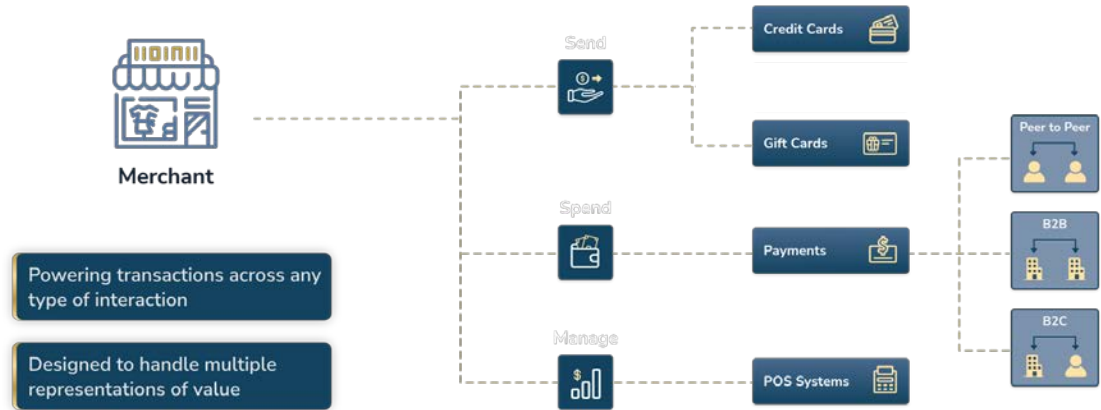 Send
Credit Cards
Gift Cards
Merchant
Peer to Peer
Spend
Payments
B2B
Powering transactions across any
type of interaction
B2C
Manage
POS Systems
Designed to handle multiple
representations of value